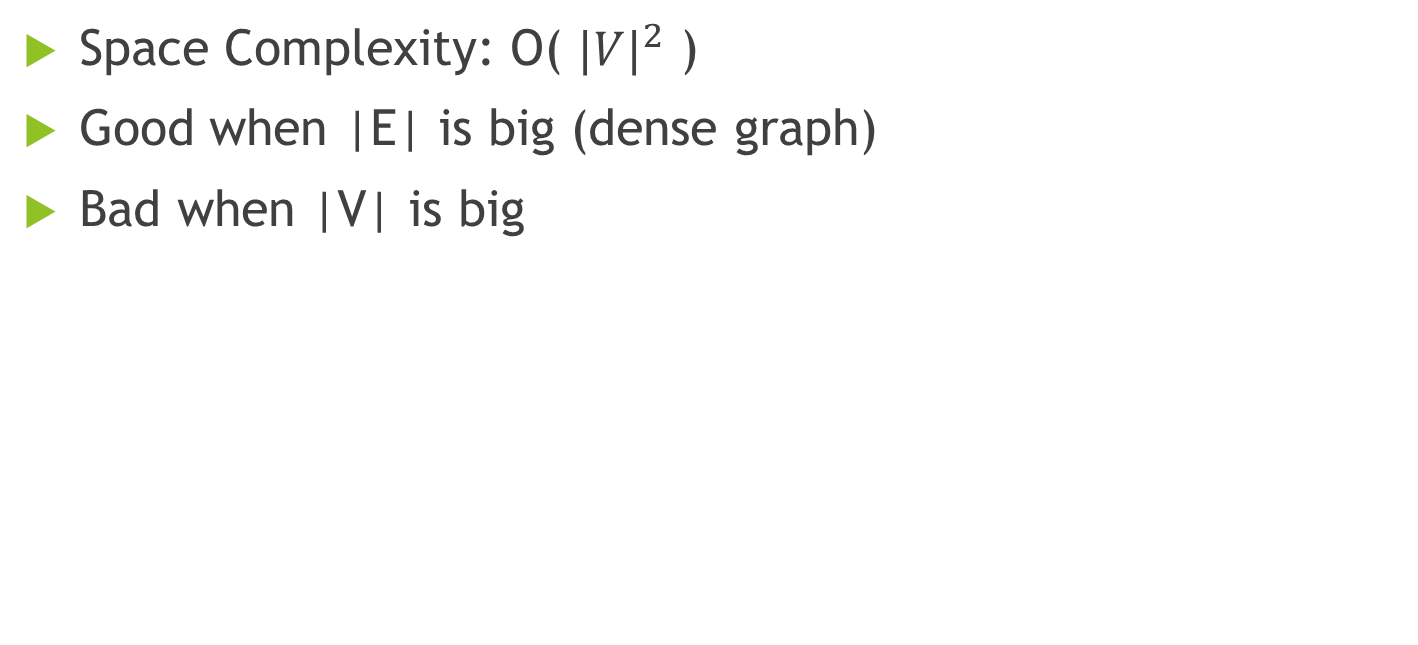 Space Complexity: O( |𝑉|² )
Good when |E| is big (dense graph)
Bad when |V| is big